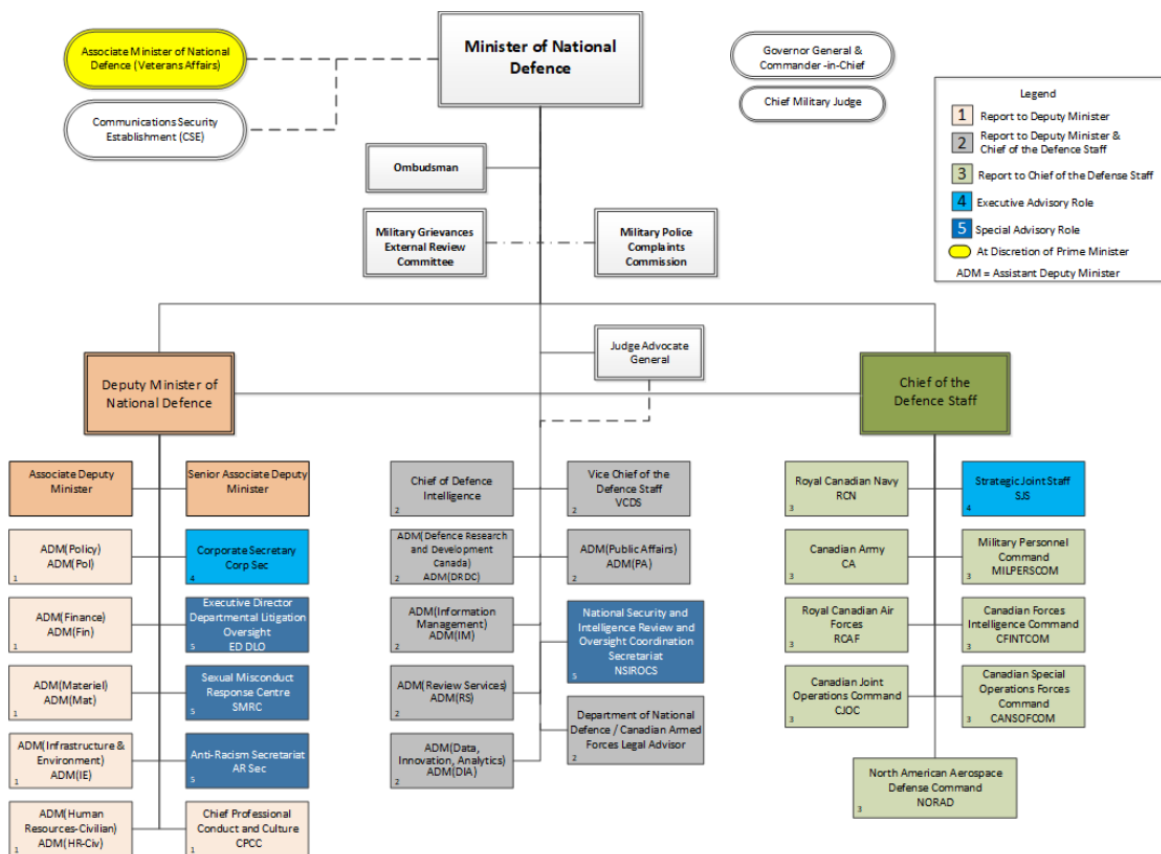 Associate Minister of National
Defence (Veterans Affairs)
Communications Security
Establishment (CSE)
Minister of National
Defence
Governor General &
Commander -in-Chief
Chief Military Judge
Legend
1 Report to Deputy Minister
2 Report to Deputy Minister &
Chief of the Defence Staff
3 Report to Chief of the Defense Staff
4 Executive Advisory Role
5 Special Advisory Role
At Discretion of Prime Minister
ADM = Assistant Deputy Minister
Ombudsman
Military Grievances
External Review
Committee
Military Police
Complaints
Commission
Judge Advocate
General
Deputy Minister of
National Defence
Chief of the
Defence Staff
Associate Deputy
Minister
Senior Associate Deputy
Minister
ADM(Policy)
ADM(Pol)
1
Corporate Secretary
Corp Sec
4
ADM(Finance)
ADM(Fin)
1
Executive Director
Departmental Litigation
Oversight
ED DLO
5
ADM(Materiel)
ADM(Mat)
1
Sexual Misconduct
Response Centre
SMRC
5
ADM(Infrastructure &
Environment)
ADM(IE)
1
Anti-Racism Secretariat
AR Sec
5
ADM(Human
Resources-Civilian)
ADM(HR-Civ)
1
Chief Professional
Conduct and Culture
CPCC
1
Chief of Defence
Intelligence
2
Vice Chief of the
Defence Staff
VCDS
2
ADM(Defence Research
and Development
Canada)
ADM(DRDC)
2
ADM(Public Affairs)
ADM(PA)
2
ADM(Information
Management)
ADM(IM)
2
National Security and
Intelligence Review and
Oversight Coordination
Secretariat
NSIROCS
5
ADM(Review Services)
ADM(RS)
2
Department of National
Defence / Canadian Armed
Forces Legal Advisor
2
ADM(Data,
Innovation, Analytics)
ADM(DIA)
2
Royal Canadian Navy
RCN
3
Strategic Joint Staff
SJS
4
Canadian Army
CA
3
Military Personnel
Command
MILPERSCOM
3
Royal Canadian Air
Forces
RCAF
3
Canadian Forces
Intelligence Command
CFINTCOM
3
Canadian Joint
Operations Command
CJOC
3
Canadian Special
Operations Forces
Command
CANSOFCOM
3
North American Aerospace
Defense Command
NORAD
3